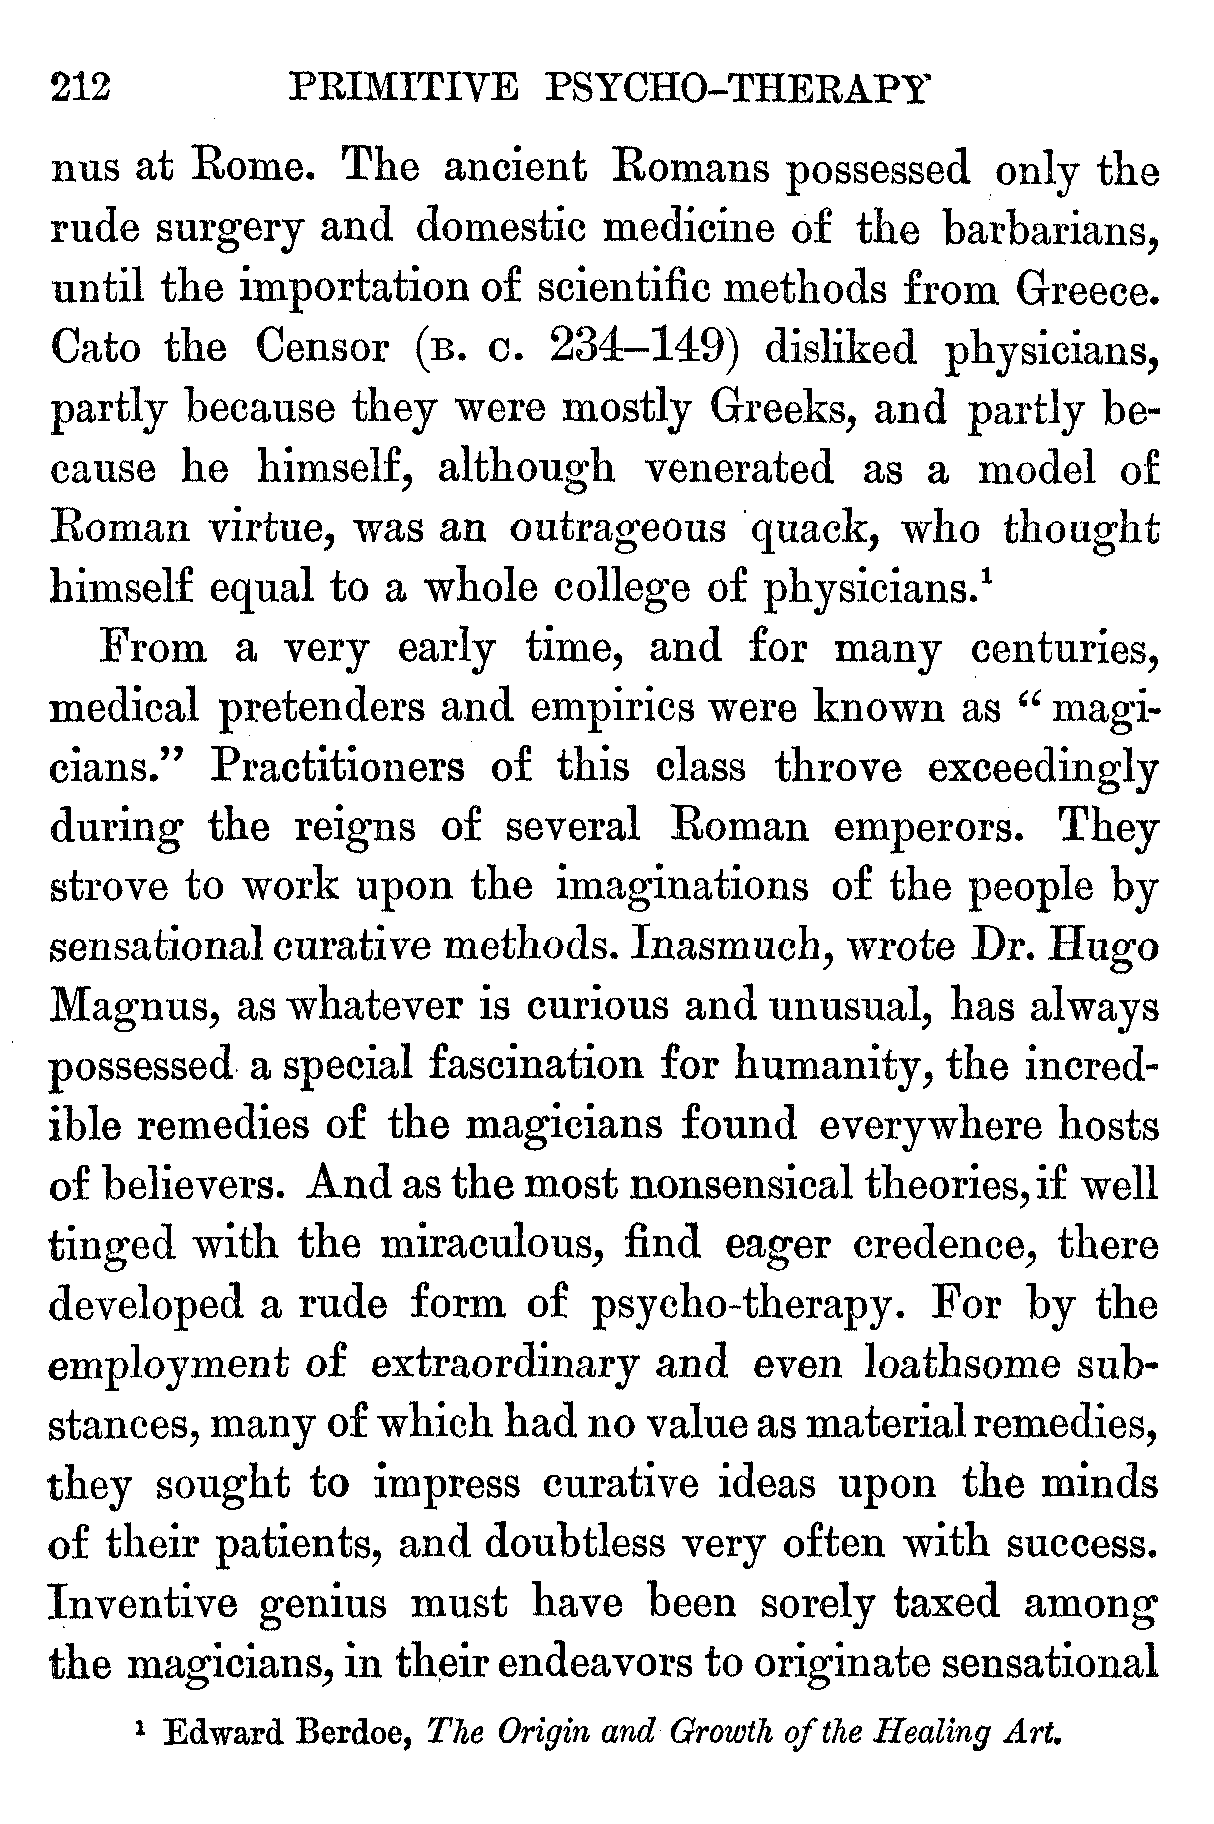 212 PRIMITIVE PSYCHO-THERAPY
nus at Rome. The ancient Romans possessed only the
rude surgery and domestic medicine of the barbarians,
until the importation of scientific methods from Greece.
Cato the Censor (B. C. 234–149) disliked physicians,
partly because they were mostly Greeks, and partly be-
cause he himself, although venerated as a model of
Roman virtue, was an outrageous quack, who thought
himself equal to a whole college of physicians.¹
From a very early time, and for many centuries,
medical pretenders and empirics were known as “ magi-
cians.” Practitioners of this class throve exceedingly
during the reigns of several Roman emperors. They
strove to work upon the imaginations of the people by
sensational curative methods. Inasmuch, wrote Dr. Hugo
Magnus, as whatever is curious and unusual, has always
possessed a special fascination for humanity, the incred-
ible remedies of the magicians found everywhere hosts
of believers. And as the most nonsensical theories, if well
tinged with the miraculous, find eager credence, there
developed a rude form of psycho-therapy. For by the
employment of extraordinary and even loathsome sub-
stances, many of which had no value as material remedies,
they sought to impress curative ideas upon the minds
of their patients, and doubtless very often with success.
Inventive genius must have been sorely taxed among
the magicians, in their endeavors to originate sensational
¹ Edward Berdoe, The Origin and Growth of the Healing Art.